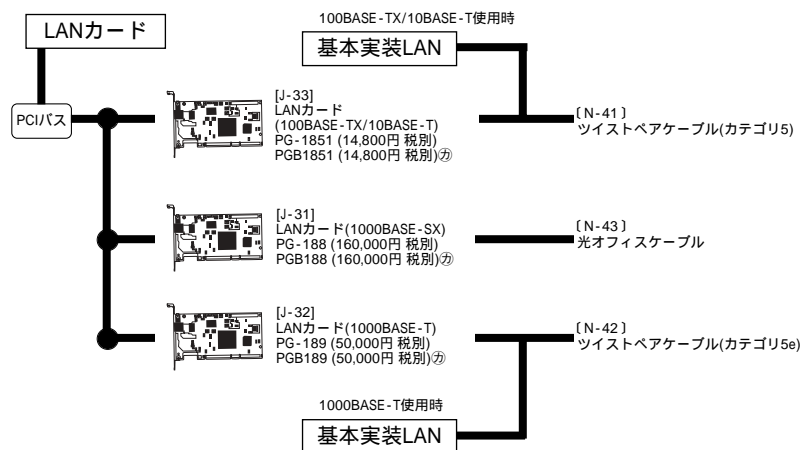 100BASE-TX/10BASE-T使用時
LANカード
基本実装LAN
PCIバス
[J-33]
LANカード
(100BASE-TX/10BASE-T)
PG-1851 (14,800円 税別)
PGB1851 (14,800円 税別)㋕
〔N-41〕
ツイストペアケーブル(カテゴリ5)
[J-31]
LANカード(1000BASE-SX)
PG-188 (160,000円 税別)
PGB188 (160,000円 税別)㋕
〔N-43〕
光オフィスケーブル
[J-32]
LANカード(1000BASE-T)
PG-189 (50,000円 税別)
PGB189 (50,000円 税別)㋕
〔N-42〕
ツイストペアケーブル(カテゴリ5e)
1000BASE-T使用時
基本実装LAN